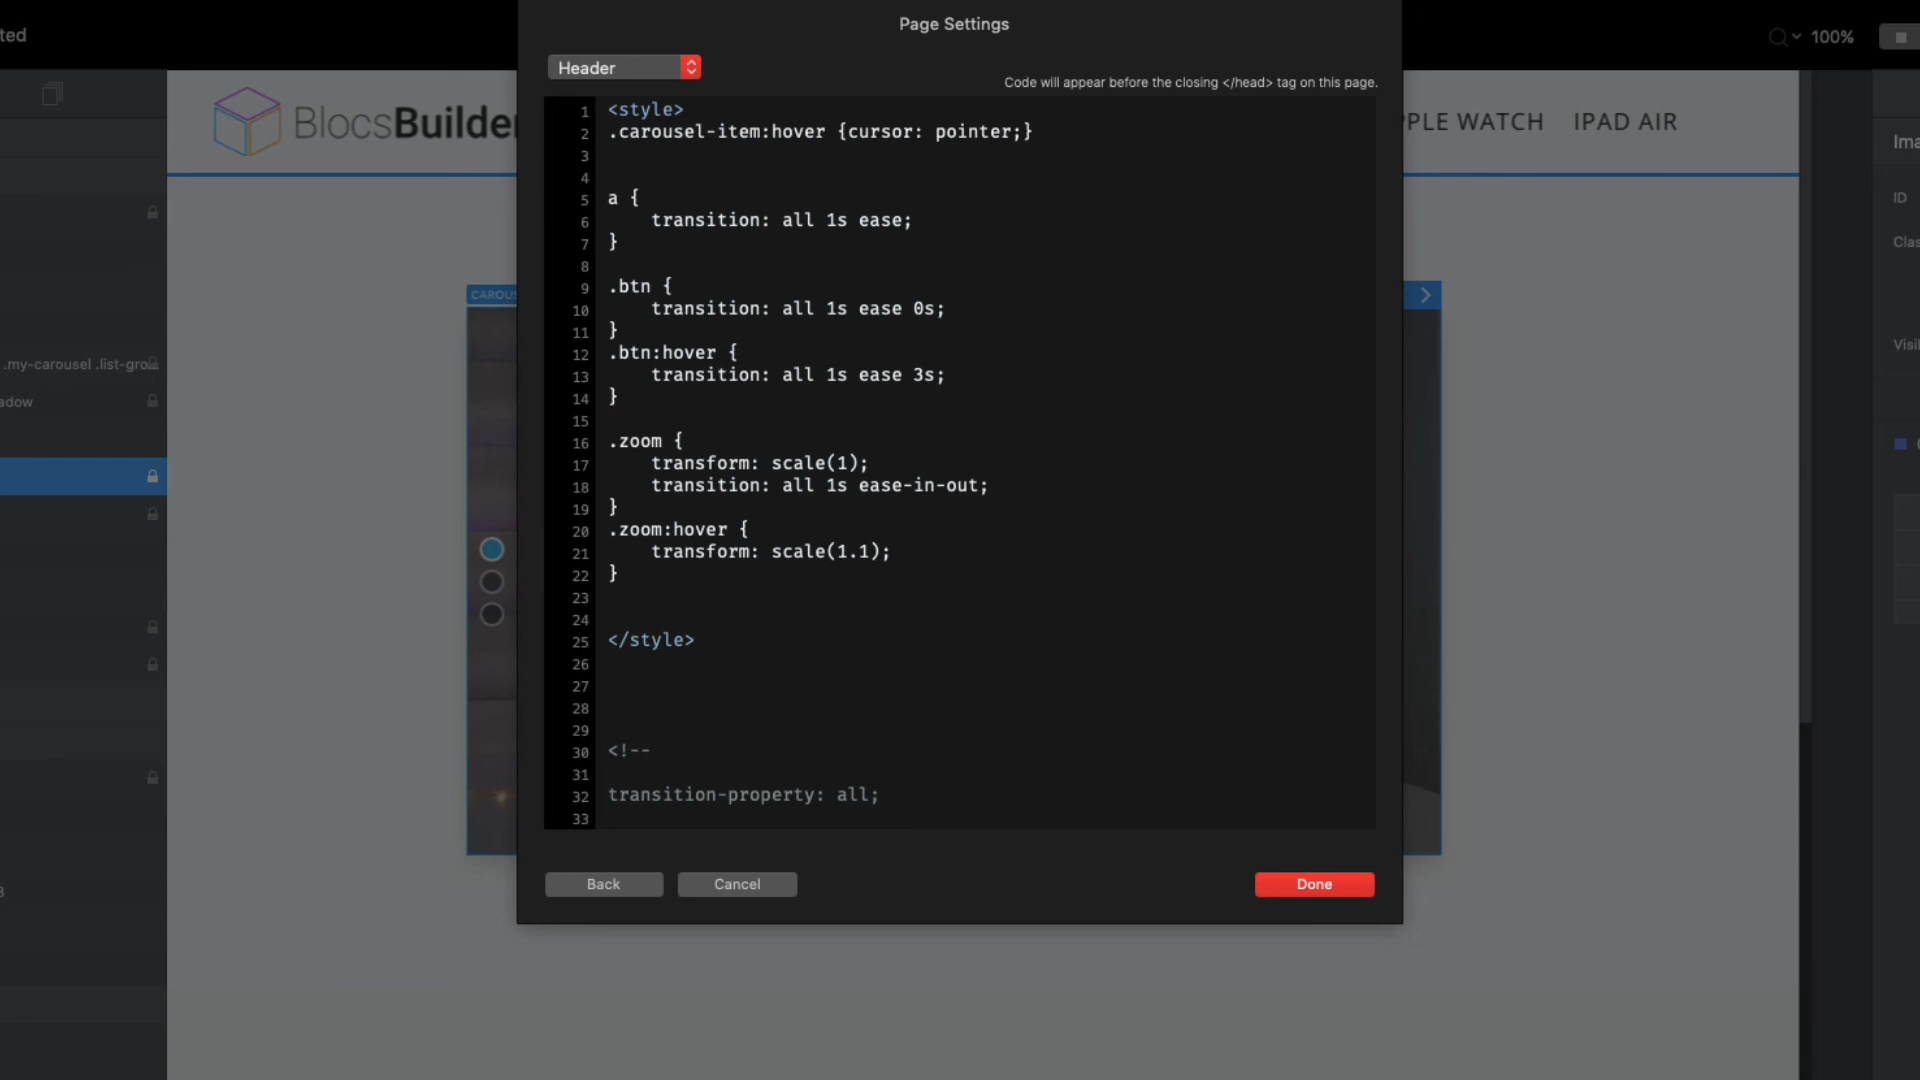 Page Settings
ted
100%
Header
Code will appear before the closing </head> tag on this page.
BlocsBuilde
PLE WATCH
IPAD AIR
Ima
ID
Clas
Visil
CAROUS
.my-carousel .list-gro
adow
1 <style>
2 .carousel-item:hover {cursor: pointer;}
3
4
5 a {
6 transition: all 1s ease;
7 }
8
9 .btn {
10 transition: all 1s ease 0s;
11 }
12 .btn:hover {
13 transition: all 1s ease 3s;
14 }
15
16 .zoom {
17 transform: scale(1);
18 transition: all 1s ease-in-out;
19 }
20 .zoom:hover {
21 transform: scale(1.1);
22 }
23
24
25 </style>
26
27
28
29
30 <!--
31
32 transition-property: all;
33
Back
Cancel
Done